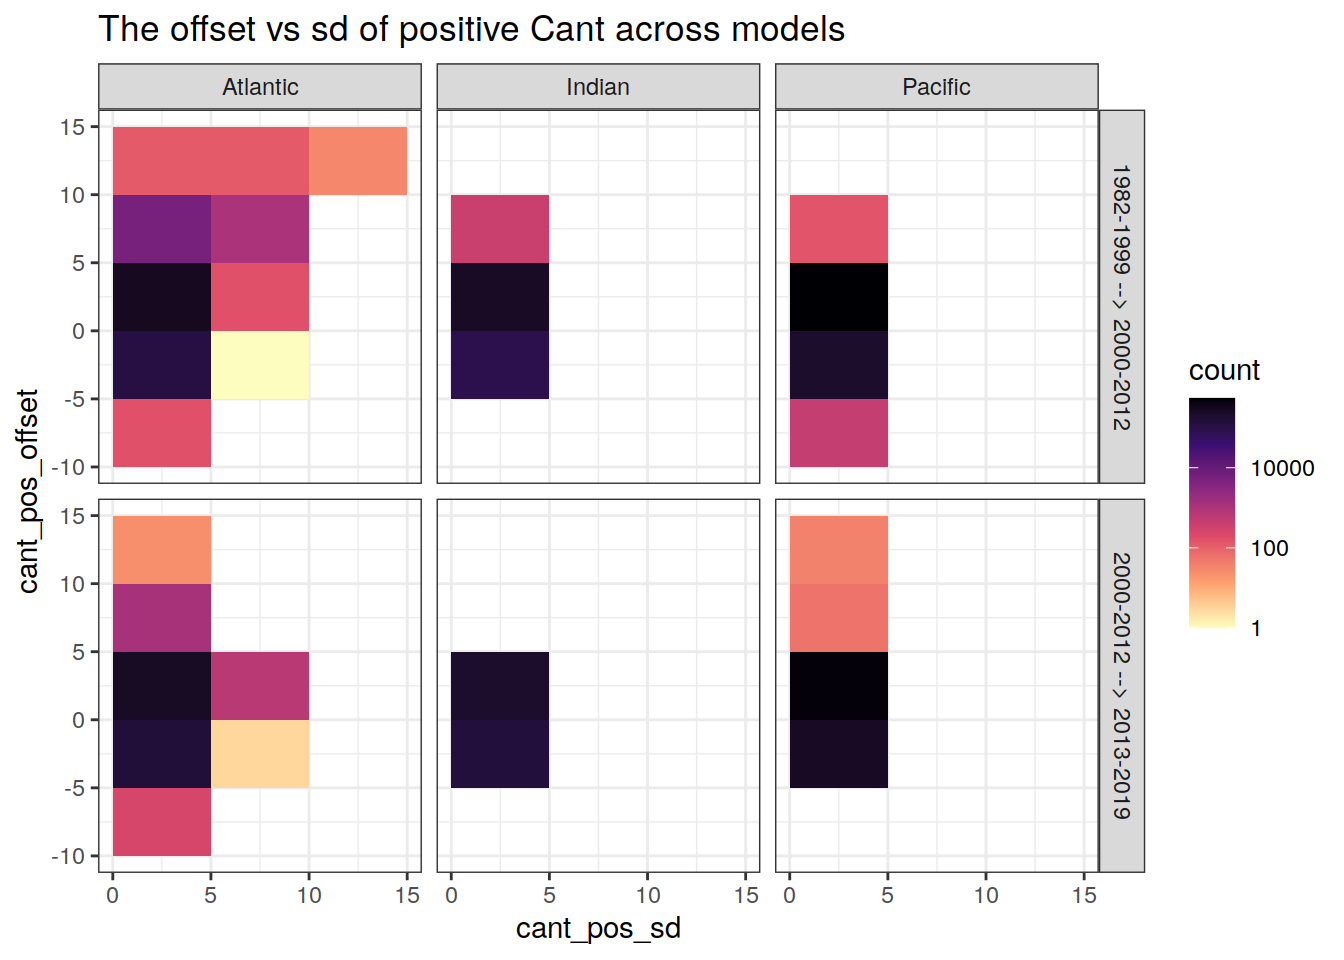 The offset vs sd of positive Cant across models
Atlantic
Indian
Pacific
15
10
5
0
-5
-10
1982-1999 --> 2000-2012
15
10
5
0
-5
-10
2000-2012 --> 2013-2019
cant_pos_offset
0 5 10 15
0 5 10 15
0 5 10 15
cant_pos_sd
count
10000
100
1